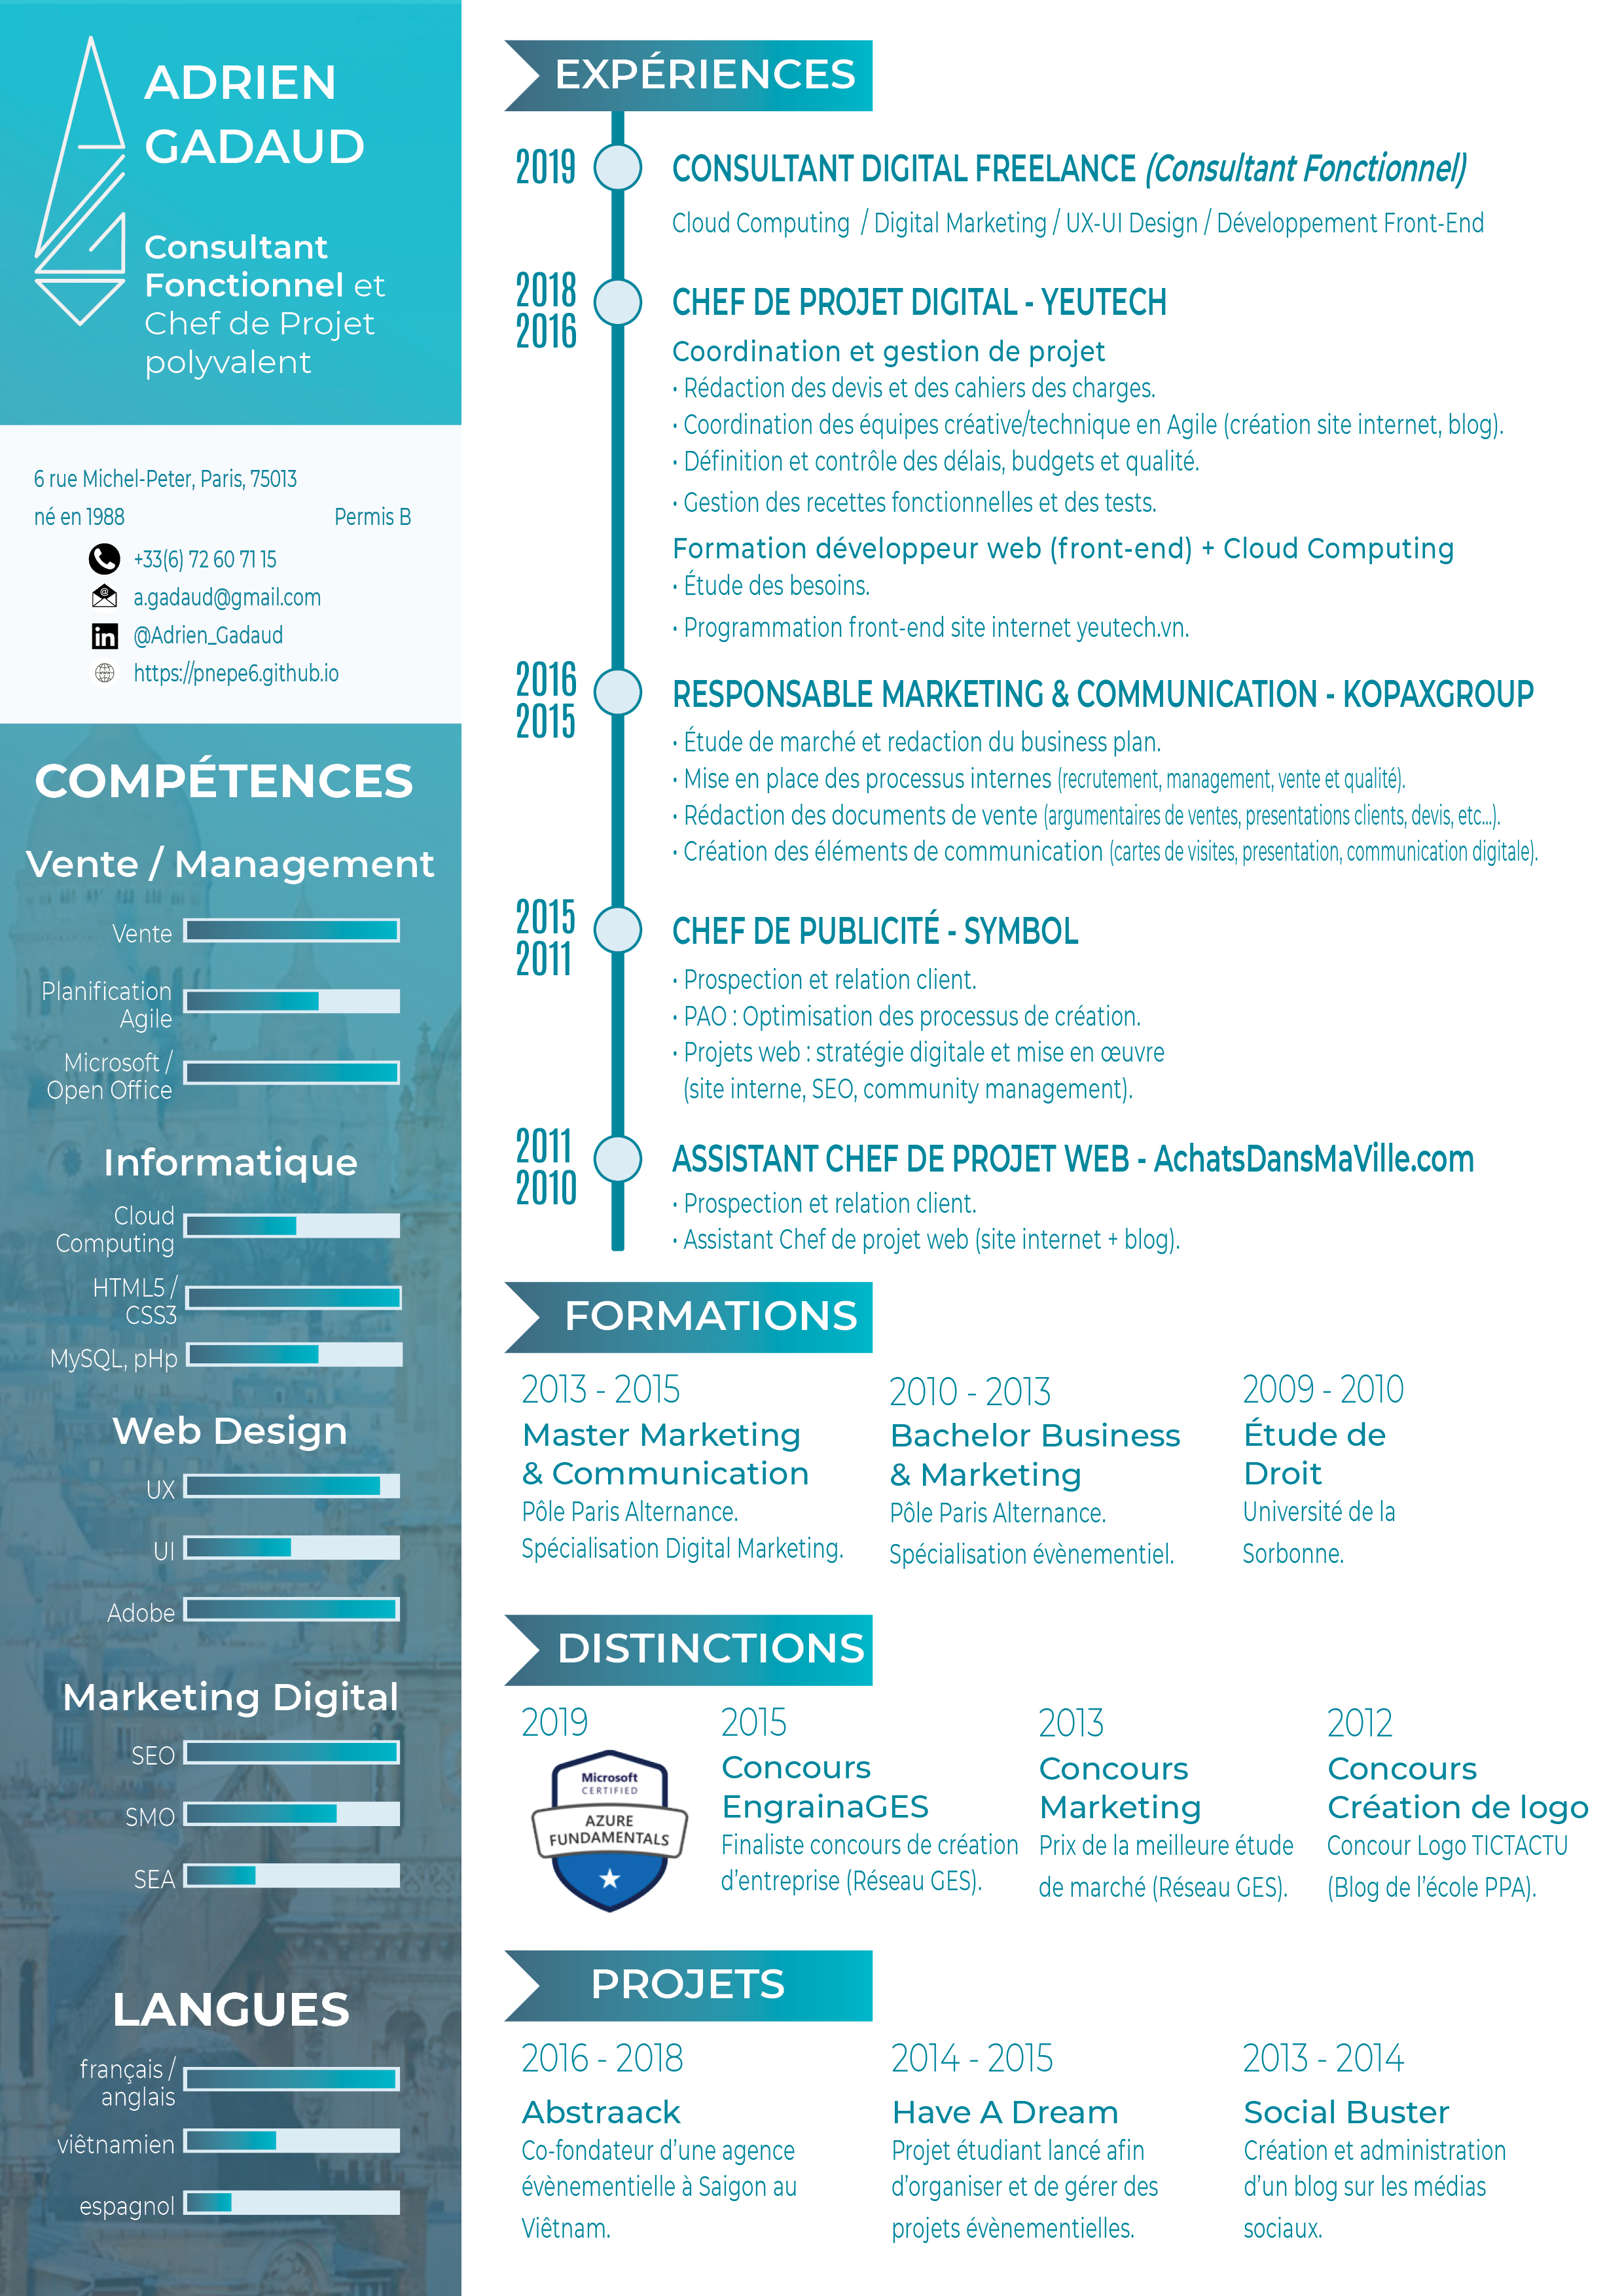 ADRIEN
GADAUD
Consultant
Fonctionnel et
Chef de Projet
polyvalent
6 rue Michel-Peter, Paris, 75013
né en 1988 Permis B
+33(6) 72 60 71 15
a.gadaud@gmail.com
@Adrien_Gadaud
https://pnepe6.github.io
COMPÉTENCES
Vente / Management
Vente
Planification
Agile
Microsoft /
Open Office
Informatique
Cloud
Computing
HTML5 /
CSS3
MySQL, pHp
Web Design
UX
UI
Adobe
Marketing Digital
SEO
SMO
SEA
LANGUES
français /
anglais
viêtnamien
espagnol
EXPÉRIENCES
2019
CONSULTANT DIGITAL FREELANCE (Consultant Fonctionnel)
Cloud Computing / Digital Marketing / UX-UI Design / Développement Front-End
2018
2016
CHEF DE PROJET DIGITAL - YEUTECH
Coordination et gestion de projet
• Rédaction des devis et des cahiers des charges.
• Coordination des équipes créative/technique en Agile (création site internet, blog).
• Définition et contrôle des délais, budgets et qualité.
• Gestion des recettes fonctionnelles et des tests.
Formation développeur web (front-end) + Cloud Computing
• Étude des besoins.
• Programmation front-end site internet yeutech.vn.
2016
2015
RESPONSABLE MARKETING & COMMUNICATION - KOPAXGROUP
• Étude de marché et redaction du business plan.
• Mise en place des processus internes (recrutement, management, vente et qualité).
• Rédaction des documents de vente (argumentaires de ventes, presentations clients, devis, etc...).
• Création des éléments de communication (cartes de visites, presentation, communication digitale).
2015
2011
CHEF DE PUBLICITÉ - SYMBOL
• Prospection et relation client.
• PAO : Optimisation des processus de création.
• Projets web : stratégie digitale et mise en œuvre
(site interne, SEO, community management).
2011
2010
ASSISTANT CHEF DE PROJET WEB - AchatsDansMaVille.com
• Prospection et relation client.
• Assistant Chef de projet web (site internet + blog).
FORMATIONS
2013 - 2015
Master Marketing
& Communication
Pôle Paris Alternance.
Spécialisation Digital Marketing.
2010 - 2013
Bachelor Business
& Marketing
Pôle Paris Alternance.
Spécialisation évènementiel.
2009 - 2010
Étude de
Droit
Université de la
Sorbonne.
DISTINCTIONS
2019
Microsoft
CERTIFIED
AZURE
FUNDAMENTALS
2015
Concours
EngrainaGES
Finaliste concours de création
d'entreprise (Réseau GES).
2013
Concours
Marketing
Prix de la meilleure étude
de marché (Réseau GES).
2012
Concours
Création de logo
Concour Logo TICTACTU
(Blog de l'école PPA).
PROJETS
2016 - 2018
Abstraack
Co-fondateur d'une agence
évènementielle à Saigon au
Viêtnam.
2014 - 2015
Have A Dream
Projet étudiant lancé afin
d'organiser et de gérer des
projets évènementielles.
2013 - 2014
Social Buster
Création et administration
d'un blog sur les médias
sociaux.